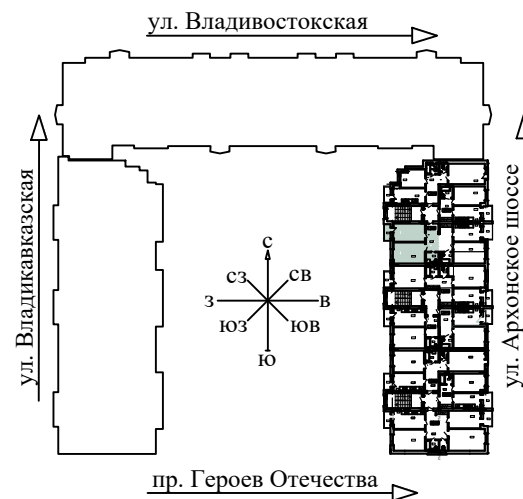 ул. Владивостокская
ул. Владикавказская
ул. Архонское шоссе
с
сз
св
з
в
юз
юв
ю
пр. Героев Отечества